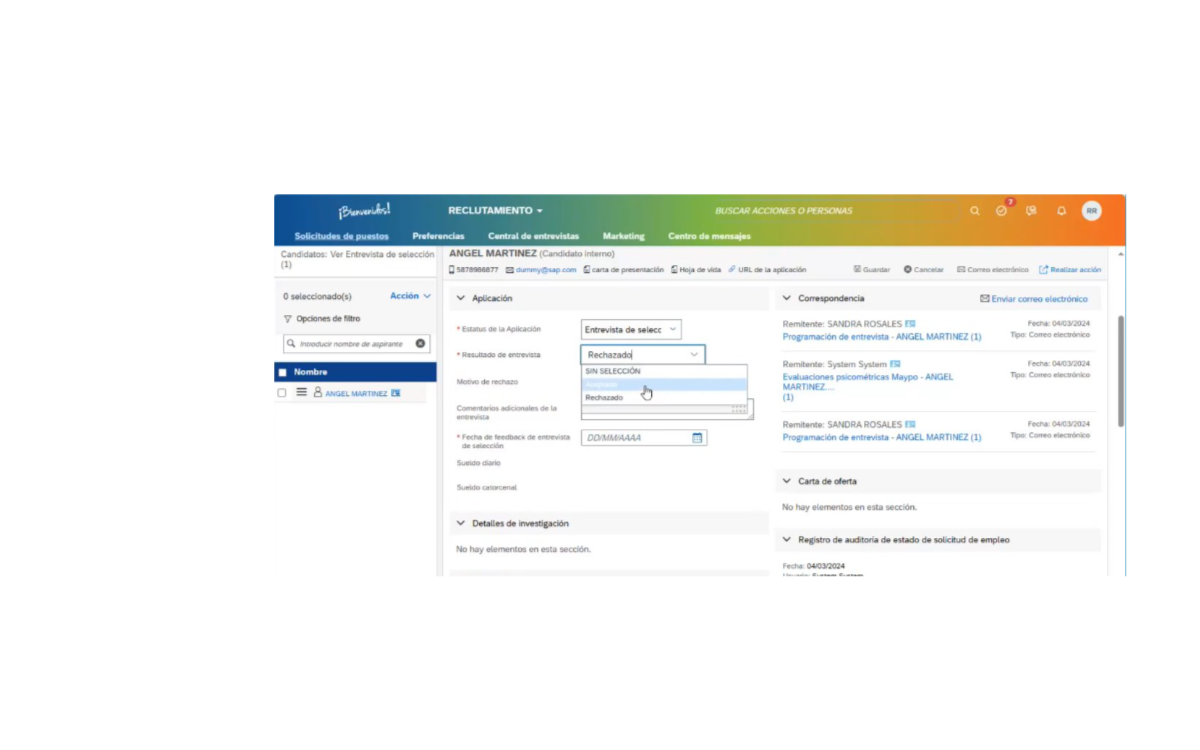 ¡Bienvenidos!
RECLUTAMIENTO
BUSCAR ACCIONES O PERSONAS
7
RR
Solicitudes de puestos
Preferencias
Central de entrevistas
Marketing
Centro de mensajes
Candidatos: Ver Entrevista de selección
(1)
0 seleccionado(s)
Acción
Opciones de filtro
Introducir nombre de aspirante
Nombre
ANGEL MARTINEZ
ANGEL MARTINEZ (Candidato interno)
5878986877
dummy@sap.com
carta de presentación
Hoja de vida
URL de la aplicación
Guardar
Cancelar
Correo electrónico
Realizar acción
Aplicación
* Estatus de la Aplicación
Entrevista de selecc
* Resultado de entrevista
Rechazado
SIN SELECCIÓN
Rechazado
Motivo de rechazo
Comentarios adicionales de la
entrevista
* Fecha de feedback de entrevista
de selección
DD/MM/AAAA
Sueldo diario
Sueldo catorcenal
Detalles de investigación
No hay elementos en esta sección.
Correspondencia
Enviar correo electrónico
Remitente: SANDRA ROSALES
Fecha: 04/03/2024
Programación de entrevista - ANGEL MARTINEZ (1)
Tipo: Correo electrónico
Remitente: System System
Fecha: 04/03/2024
Evaluaciones psicométricas Maypo - ANGEL
Tipo: Correo electrónico
MARTINEZ....
(1)
Remitente: SANDRA ROSALES
Fecha: 04/03/2024
Programación de entrevista - ANGEL MARTINEZ (1)
Tipo: Correo electrónico
Carta de oferta
No hay elementos en esta sección.
Registro de auditoría de estado de solicitud de empleo
Fecha: 04/03/2024